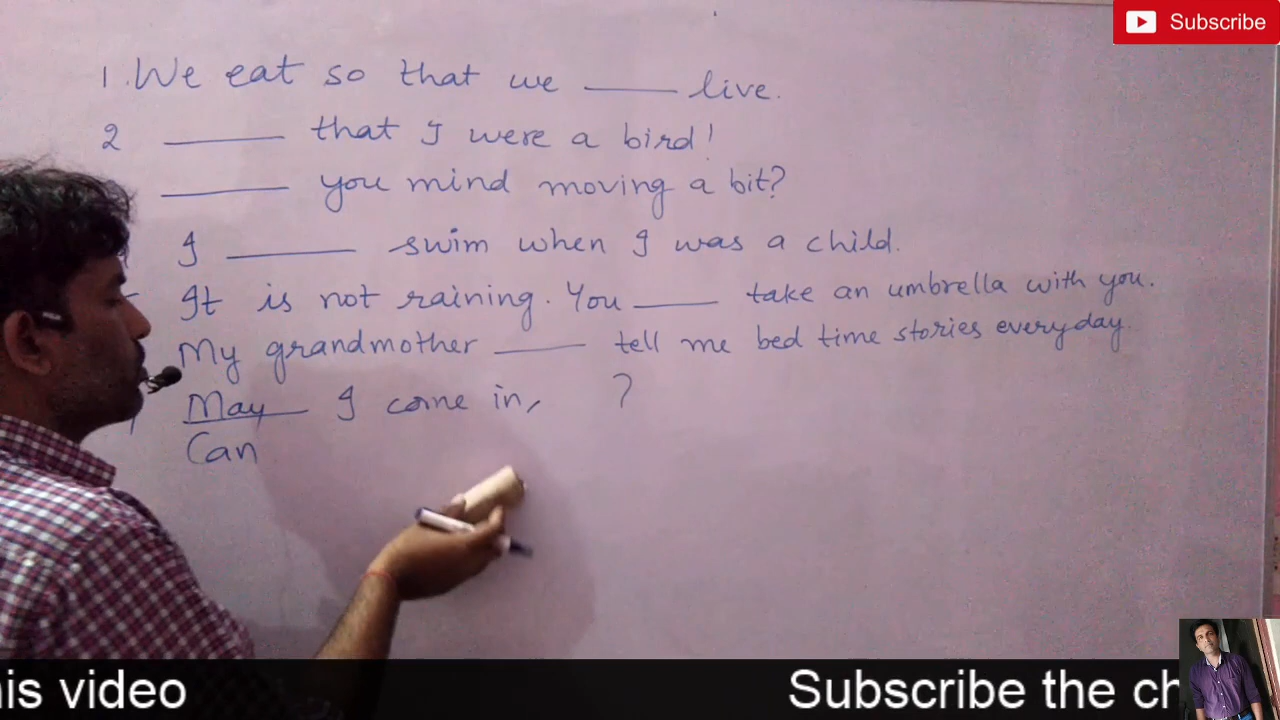 Subscribe
1. We eat so that we ____ live.
2 ____ that I were a bird!
____ you mind moving a bit?
I ____ swim when I was a child.
It is not raining. You ____ take an umbrella with you.
My grandmother ____ tell me bed time stories everyday.
May I come in, ?
Can
his video Subscribe the ch